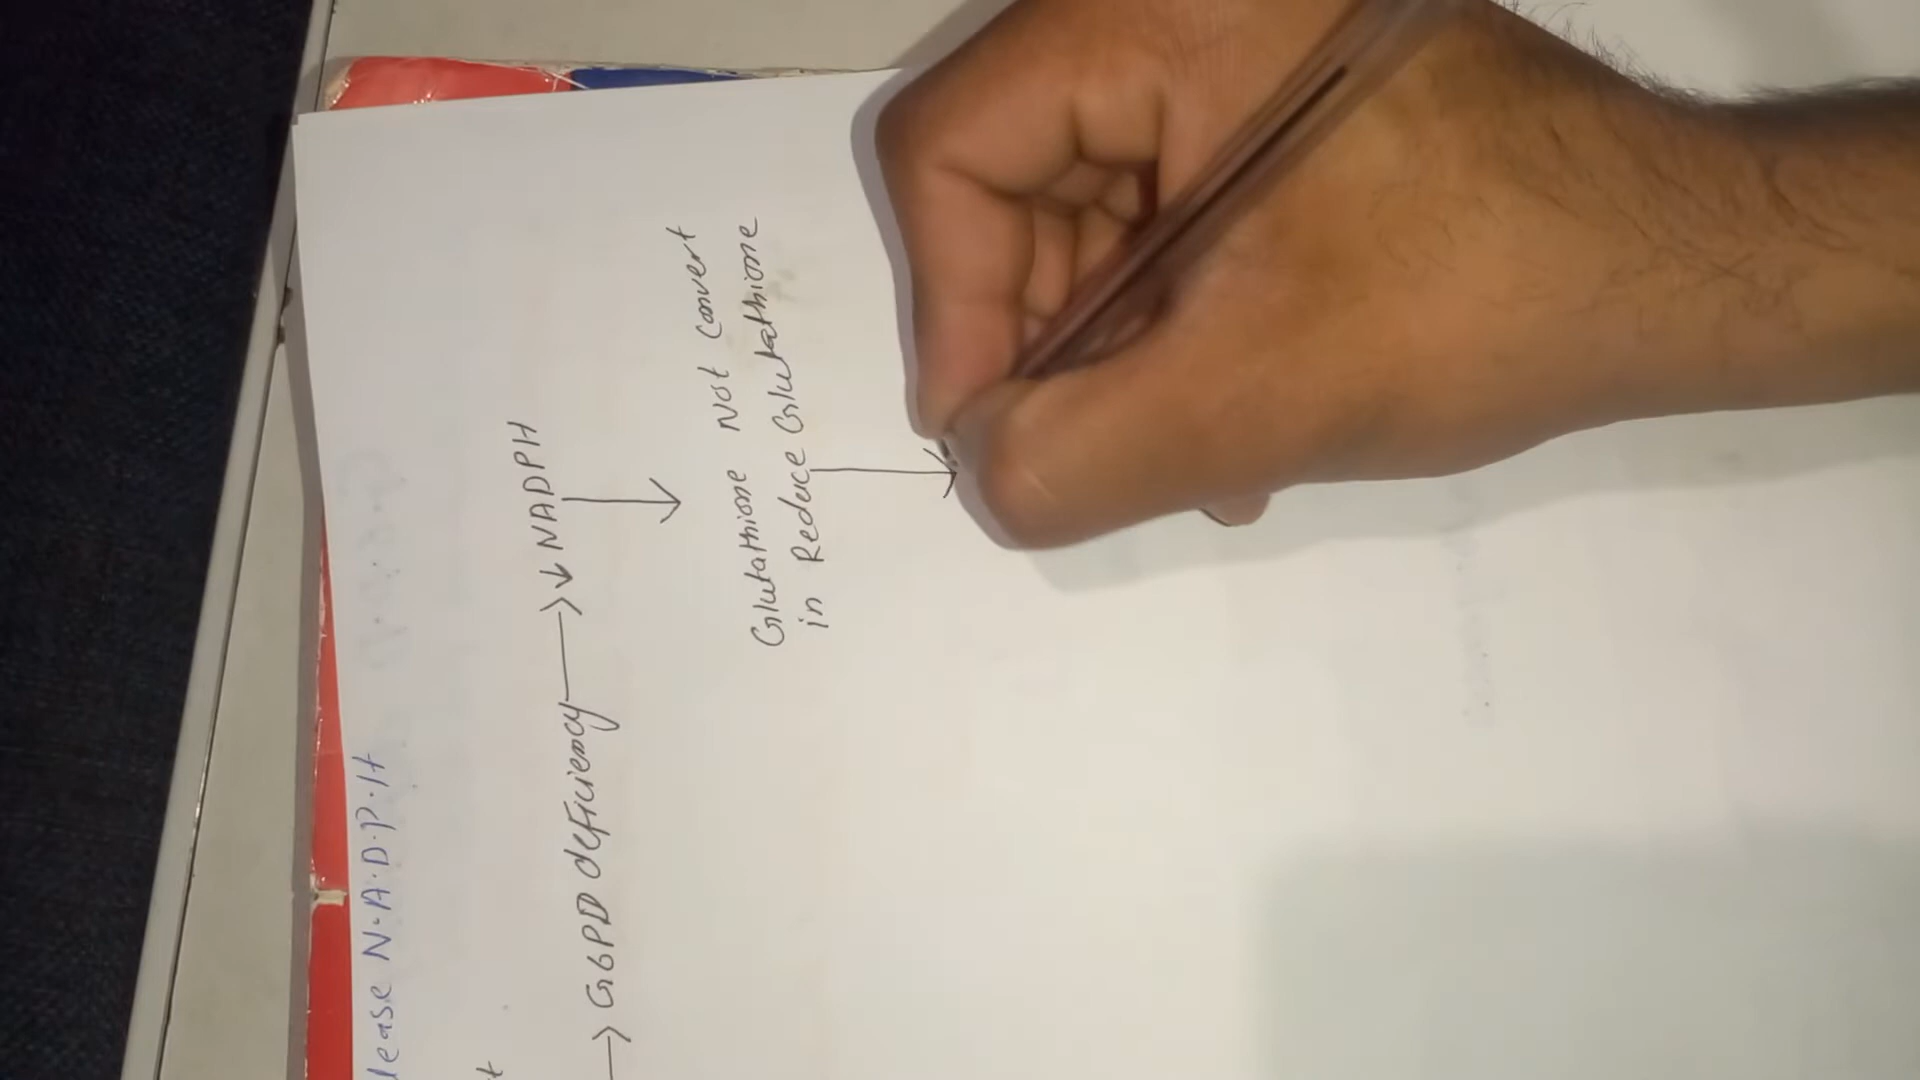 lease N.A.D.P.H
t
→ G6PD deficiency → ↓ NADPH
↓
Glutathione Not Convert
in Reduce Glutathione
↓